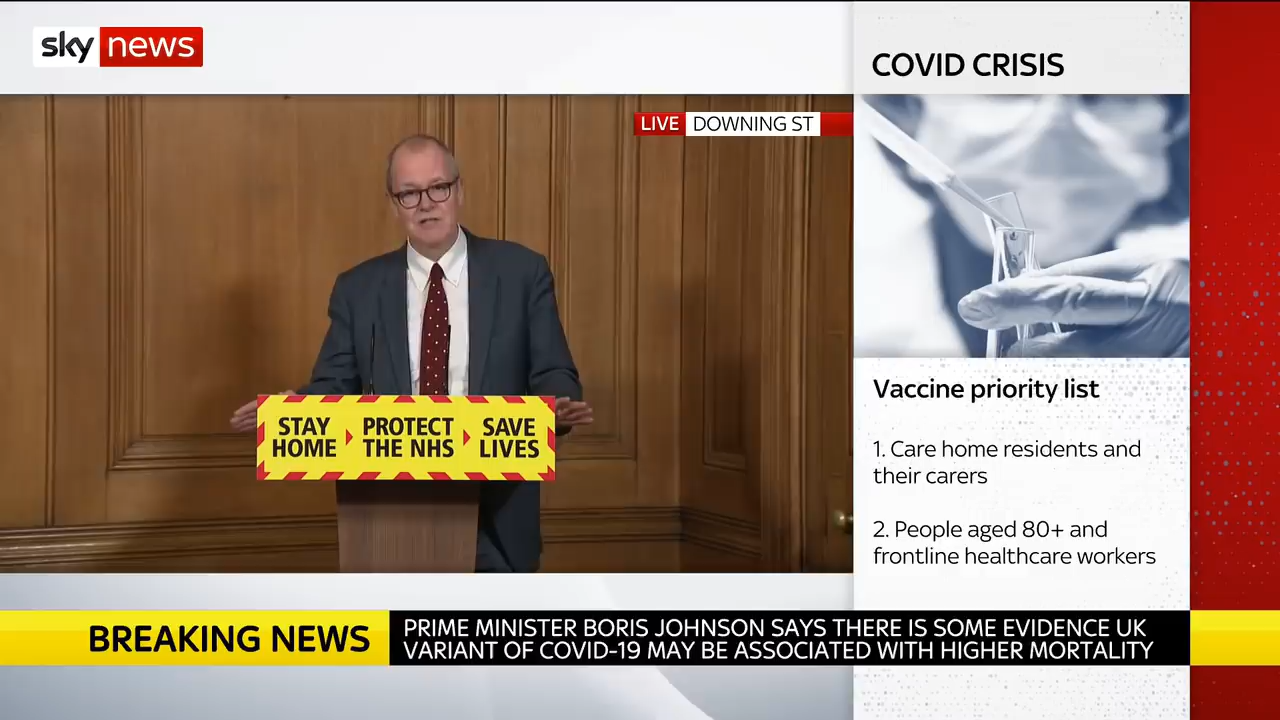 sky news
COVID CRISIS
LIVE DOWNING ST
STAY HOME
PROTECT THE NHS
SAVE LIVES
Vaccine priority list
1. Care home residents and
their carers
2. People aged 80+ and
frontline healthcare workers
BREAKING NEWS
PRIME MINISTER BORIS JOHNSON SAYS THERE IS SOME EVIDENCE UK
VARIANT OF COVID-19 MAY BE ASSOCIATED WITH HIGHER MORTALITY